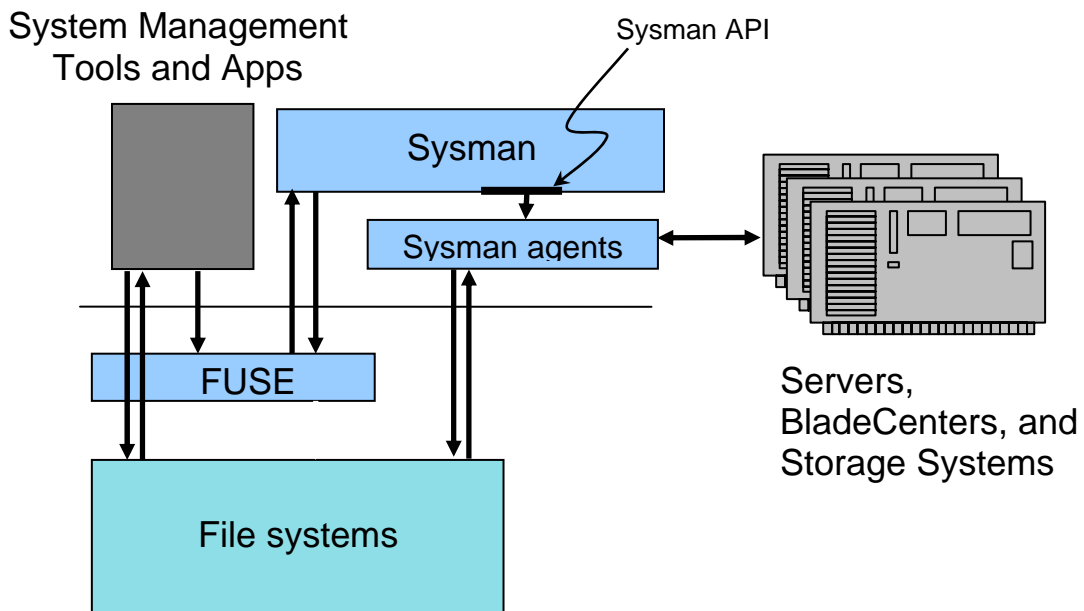 System Management
Tools and Apps
Sysman API
Sysman
Sysman agents
FUSE
Servers,
BladeCenters, and
Storage Systems
File systems